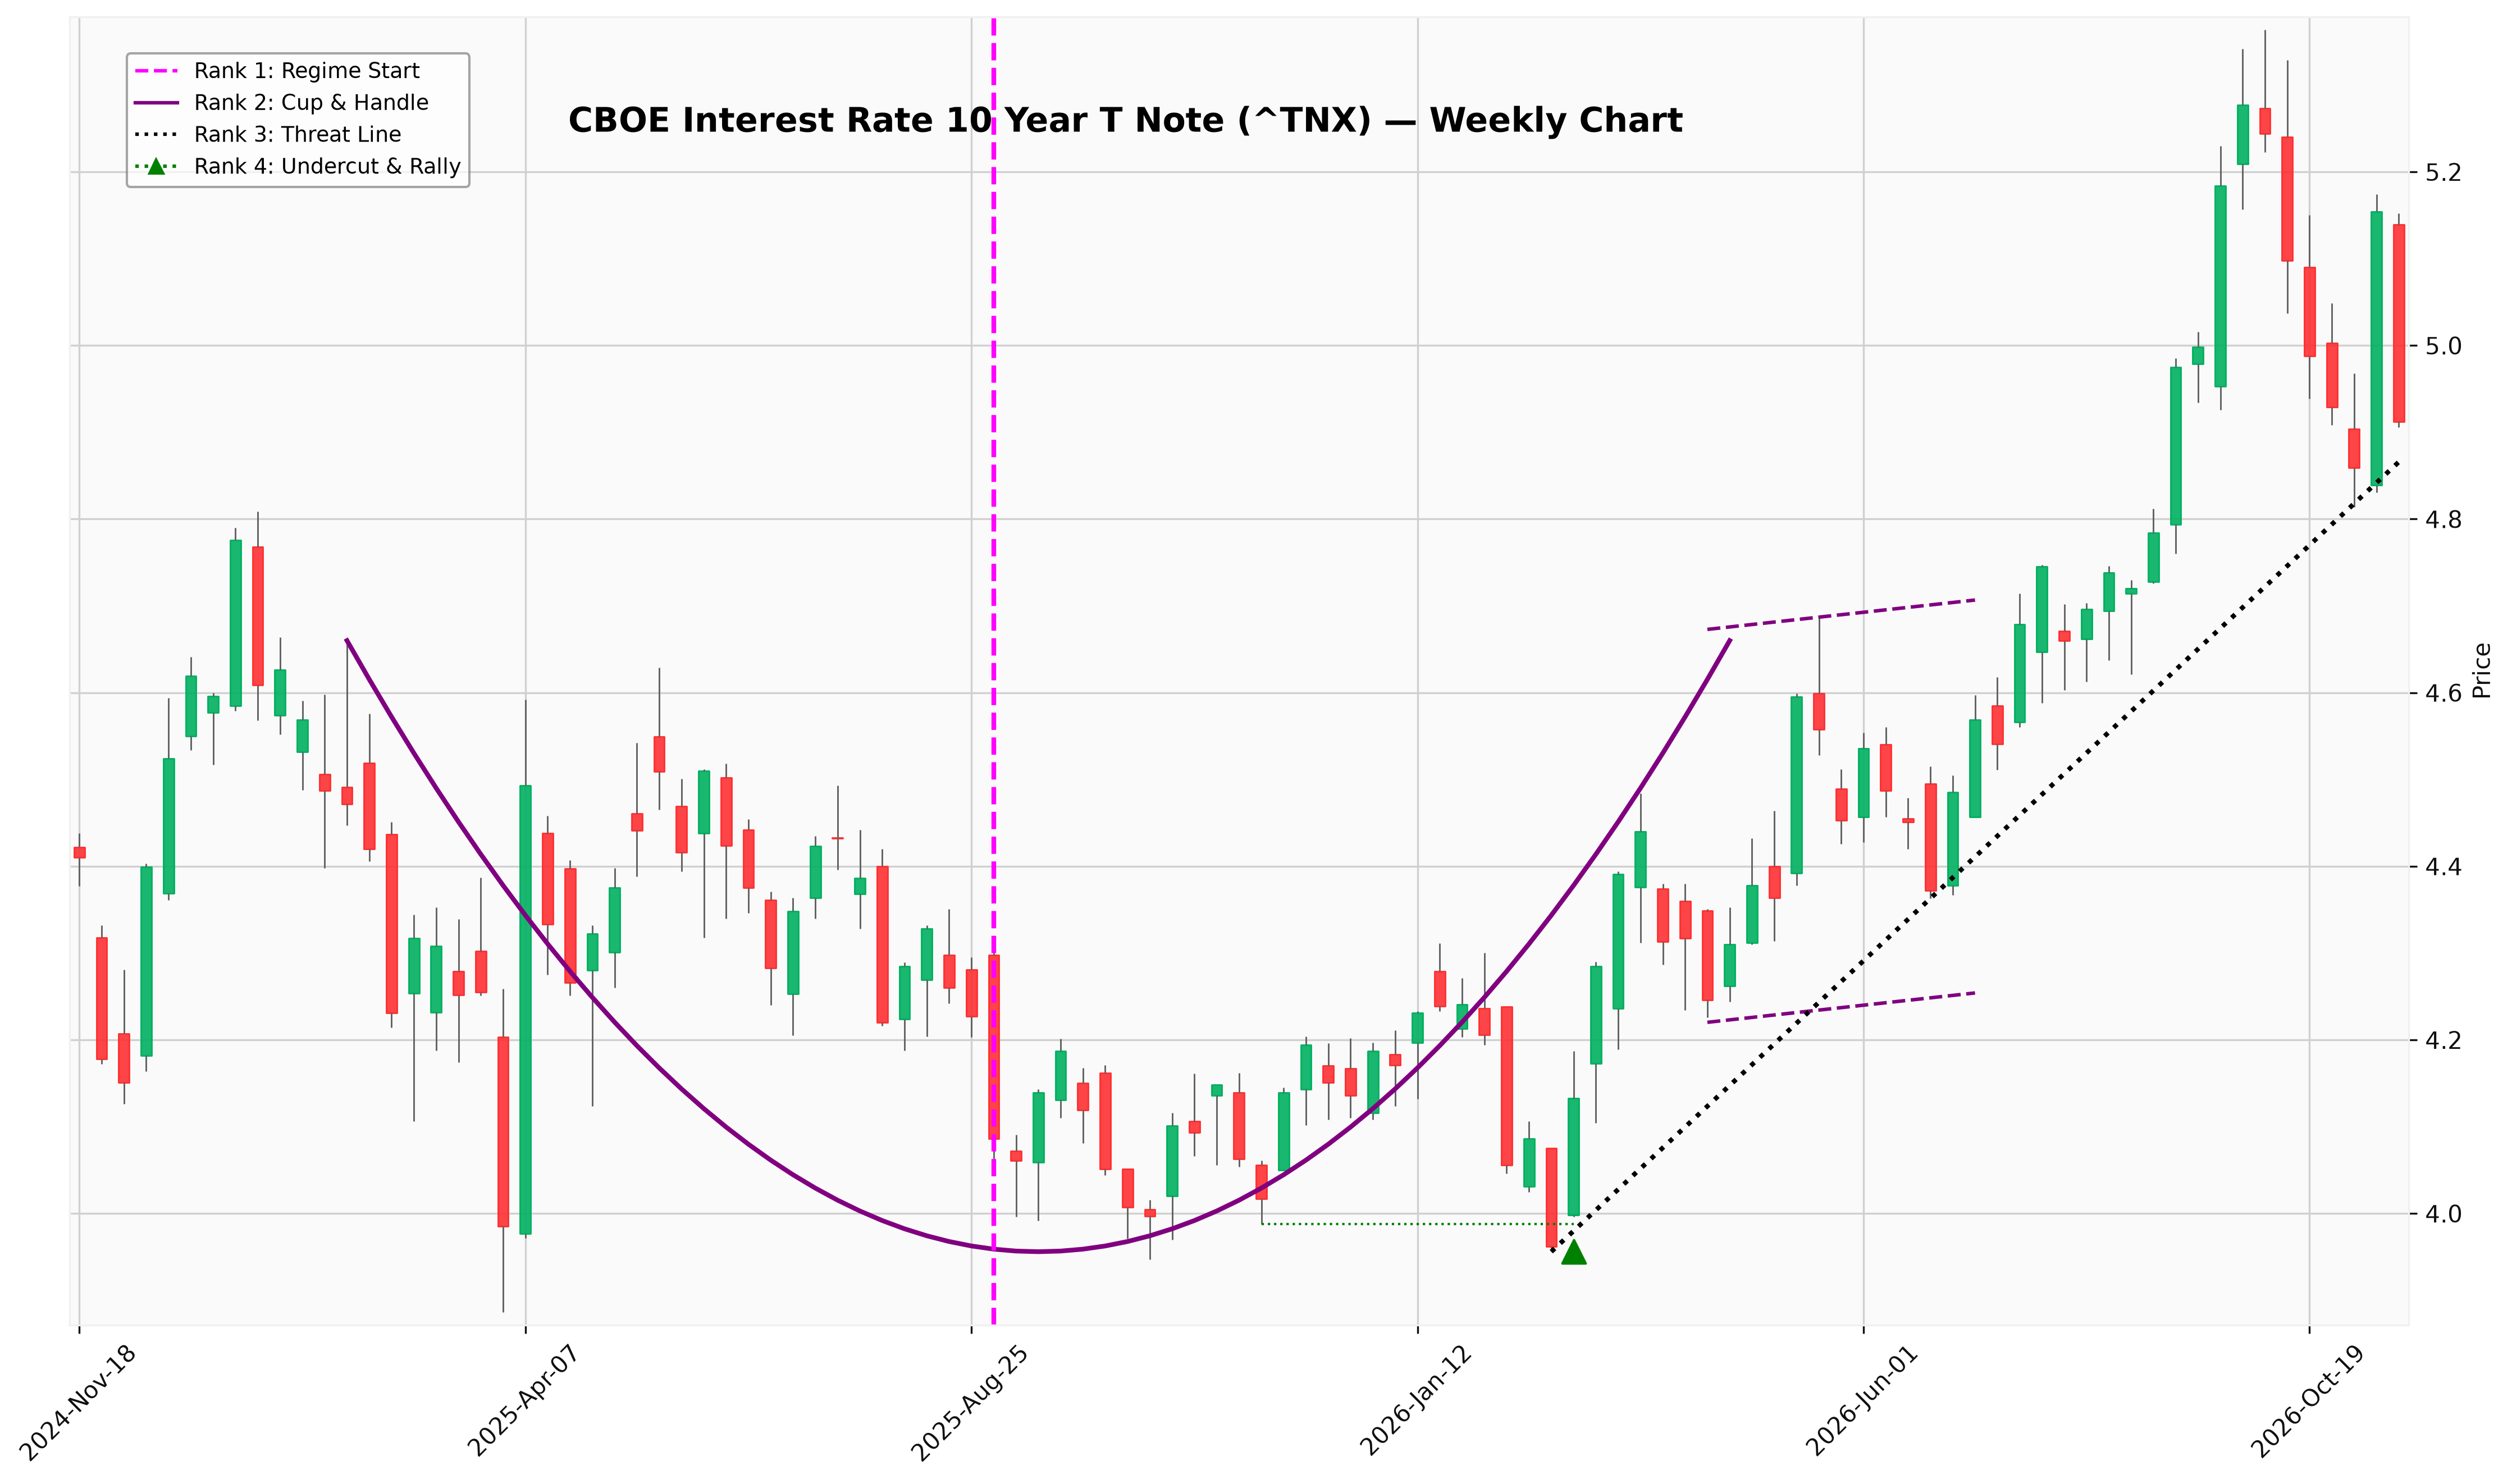 CBOE Interest Rate 10 Year T Note (^TNX) — Weekly Chart
Rank 1: Regime Start
Rank 2: Cup & Handle
Rank 3: Threat Line
Rank 4: Undercut & Rally
5.2
5.0
4.8
4.6
4.4
4.2
4.0
Price
2024-Nov-18
2025-Apr-07
2025-Aug-25
2026-Jan-12
2026-Jun-01
2026-Oct-19